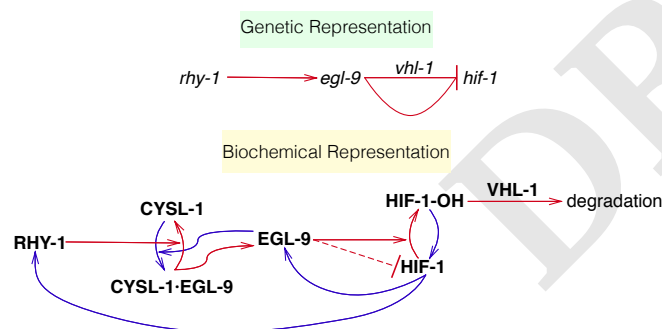 Genetic Representation
rhy-1 egl-9 vhl-1 hif-1
Biochemical Representation
HIF-1-OH VHL-1 degradation
CYSL-1
RHY-1 EGL-9
HIF-1
CYSL-1·EGL-9